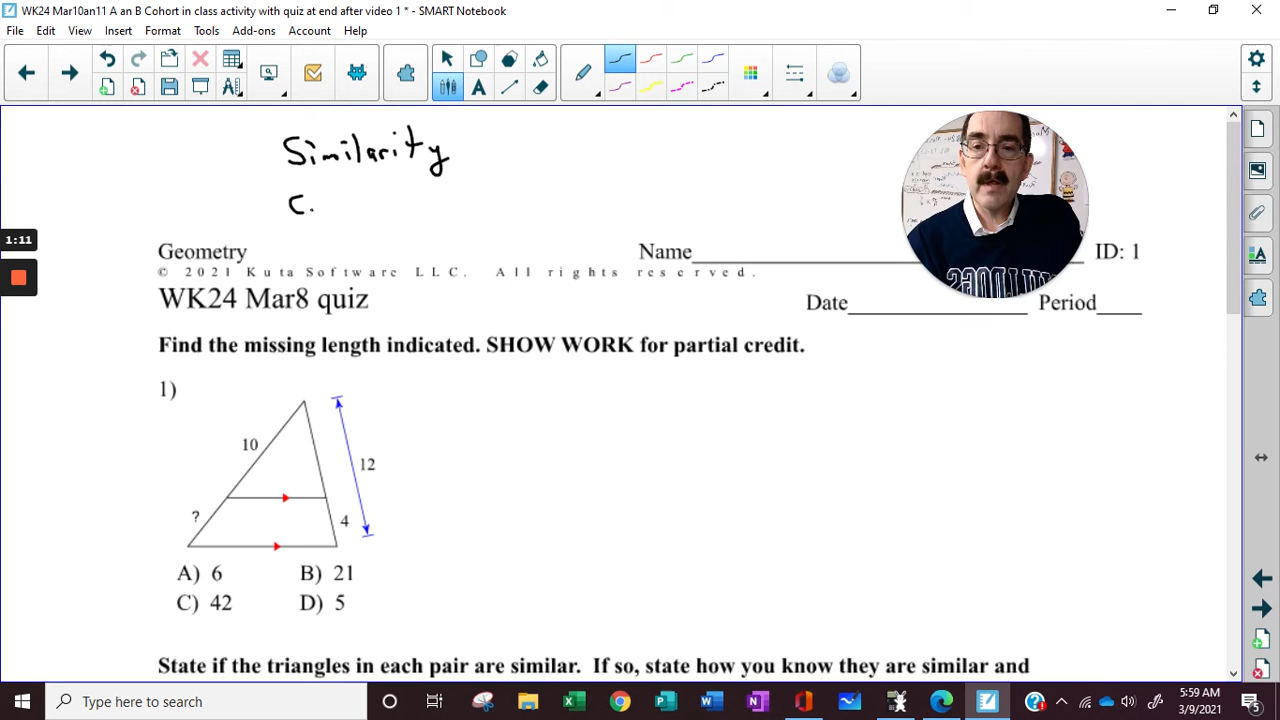 WK24 Mar10an11 A an B Cohort in class activity with quiz at end after video 1 * - SMART Notebook
File Edit View Insert Format Tools Add-ons Account Help
Similarity
C.
1:11
Geometry Name ID: 1
© 2021 Kuta Software LLC. All rights reserved.
WK24 Mar8 quiz Date Period
Find the missing length indicated. SHOW WORK for partial credit.
1)
10
12
?
4
A) 6 B) 21
C) 42 D) 5
State if the triangles in each pair are similar. If so, state how you know they are similar and
Type here to search
5:59 AM
3/9/2021
5